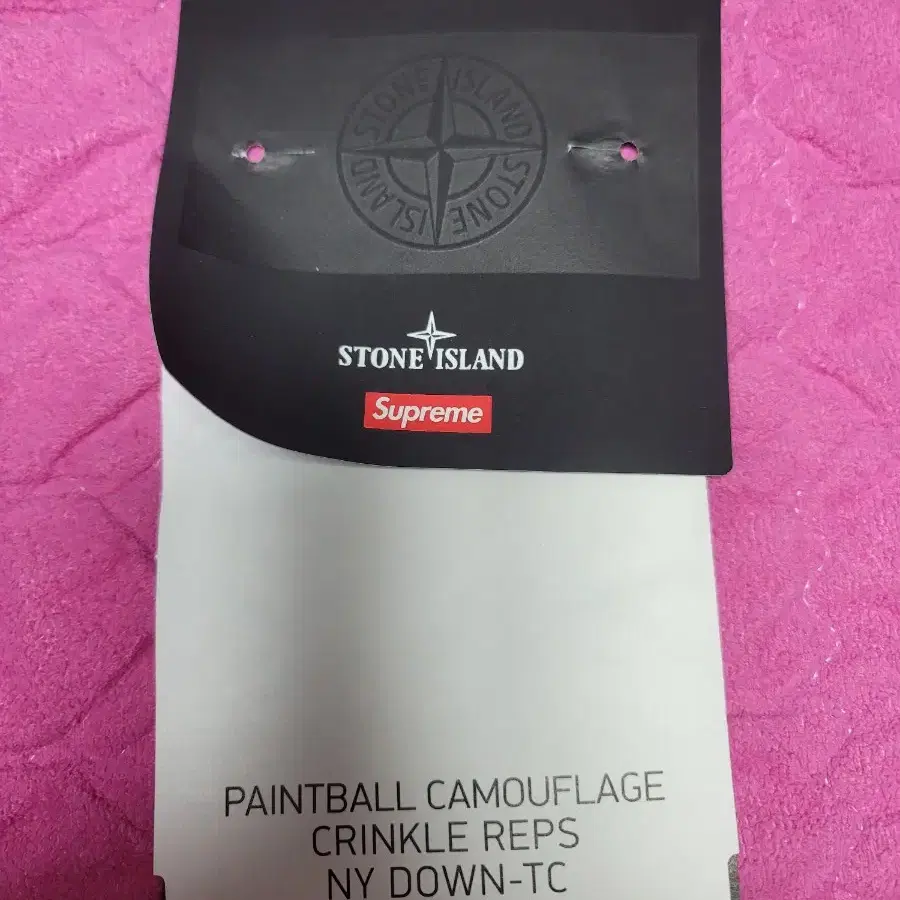 STONE ISLAND STONE ISLAND
STONE ISLAND
Supreme
PAINTBALL CAMOUFLAGE
CRINKLE REPS
NY DOWN-TC